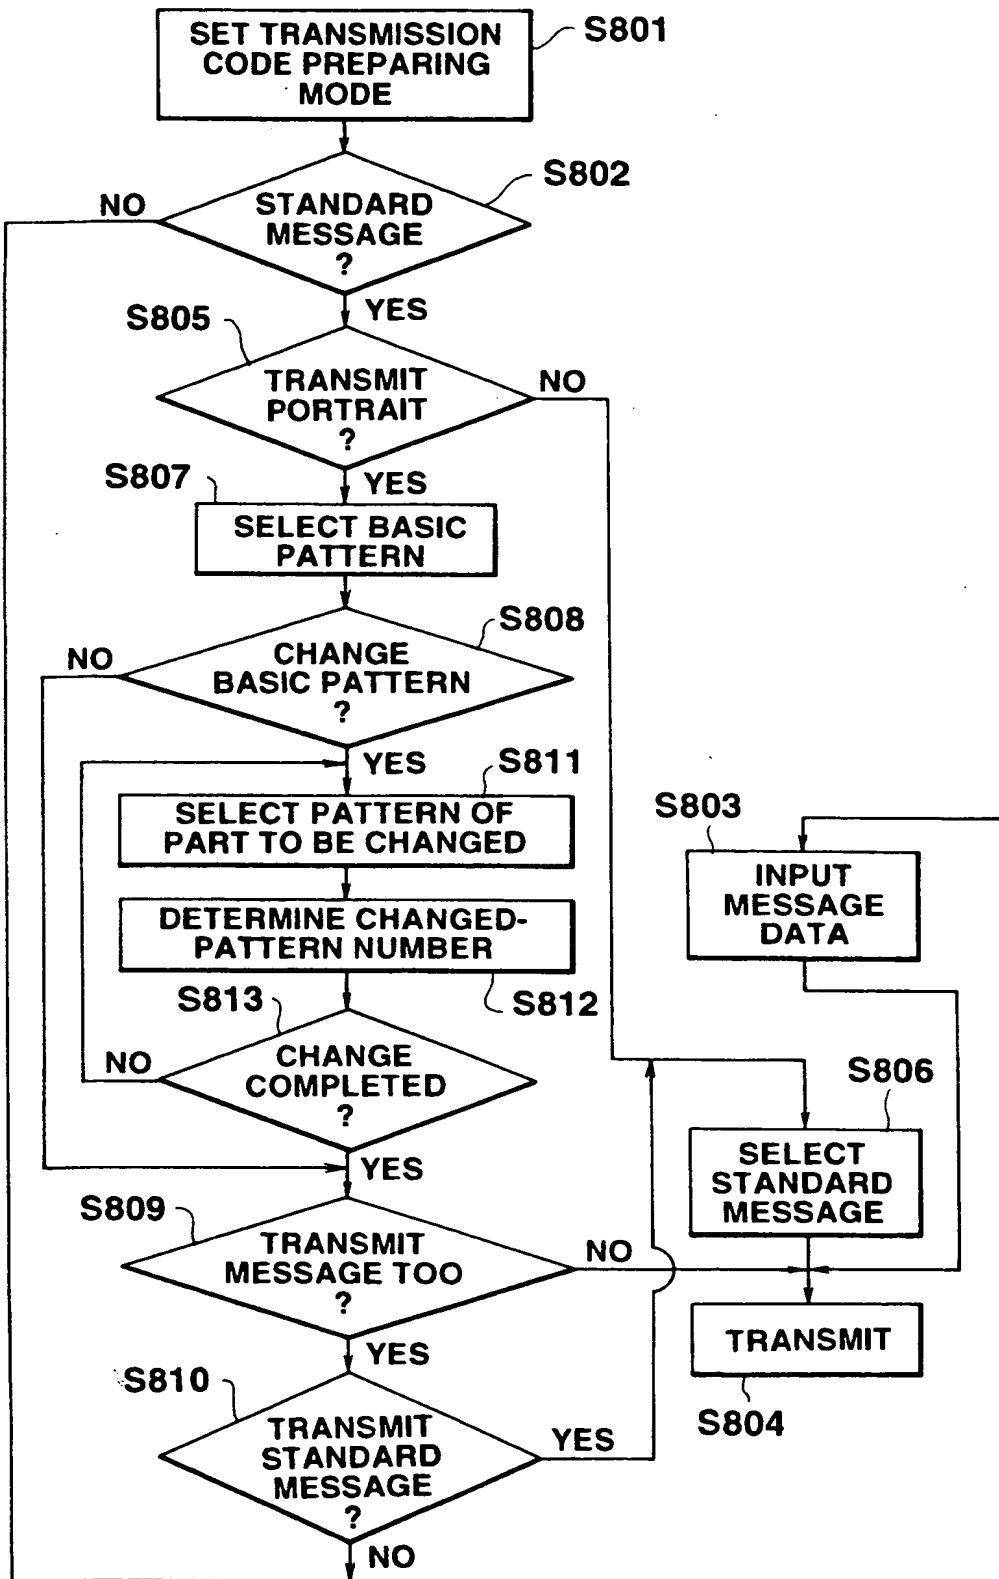 SET TRANSMISSION
CODE PREPARING
MODE
S801
STANDARD
MESSAGE
?
S802
NO
YES
S805
TRANSMIT
PORTRAIT
?
NO
YES
S807
SELECT BASIC
PATTERN
S808
CHANGE
BASIC PATTERN
?
NO
YES
S811
SELECT PATTERN OF
PART TO BE CHANGED
DETERMINE CHANGED-
PATTERN NUMBER
S812
S813
CHANGE
COMPLETED
?
NO
YES
S809
TRANSMIT
MESSAGE TOO
?
NO
YES
S810
TRANSMIT
STANDARD
MESSAGE
?
YES
NO
S803
INPUT
MESSAGE
DATA
S806
SELECT
STANDARD
MESSAGE
TRANSMIT
S804